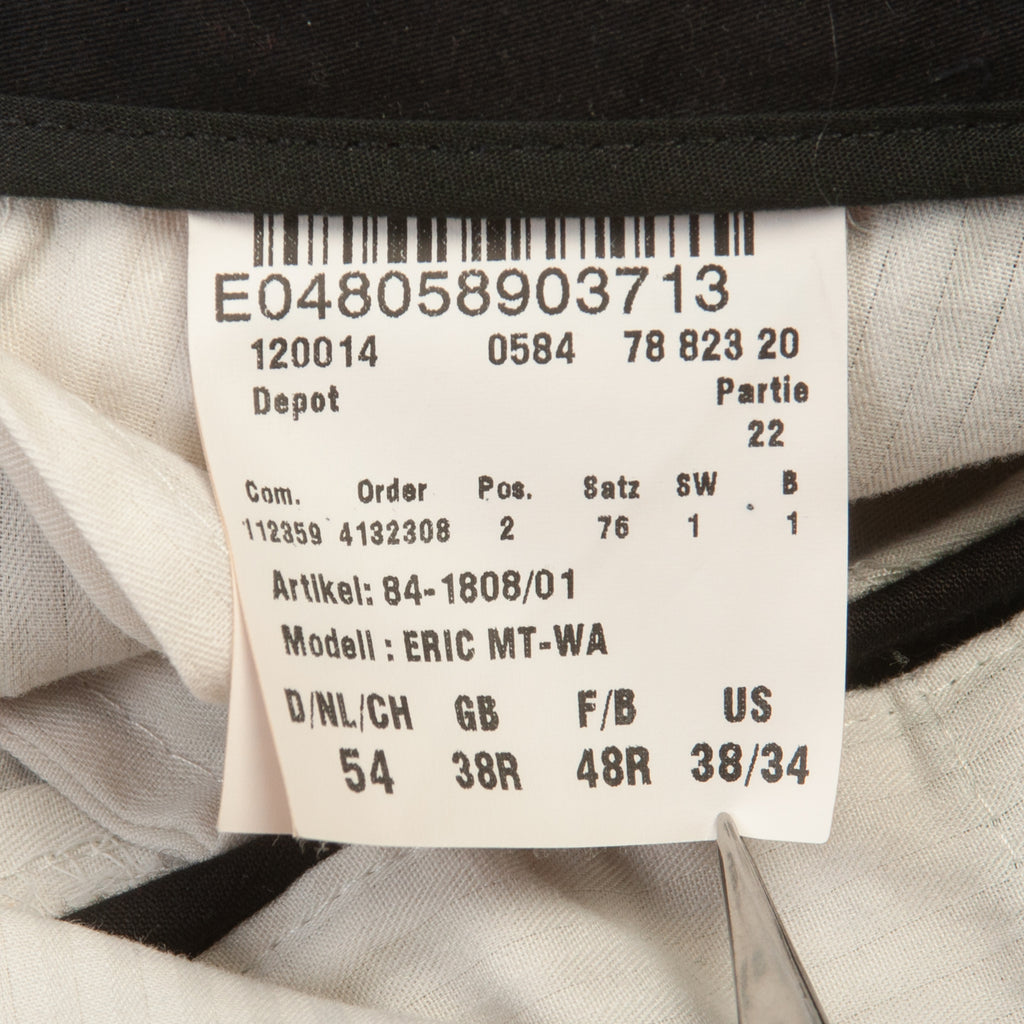 E048058903713
120014 0584 78 823 20
Depot Partie
22
Com. Order Pos. Satz SW B
112359 4132308 2 76 1 1
Artikel: 84-1808/01
Modell : ERIC MT-WA
D/NL/CH GB F/B US
54 38R 48R 38/34